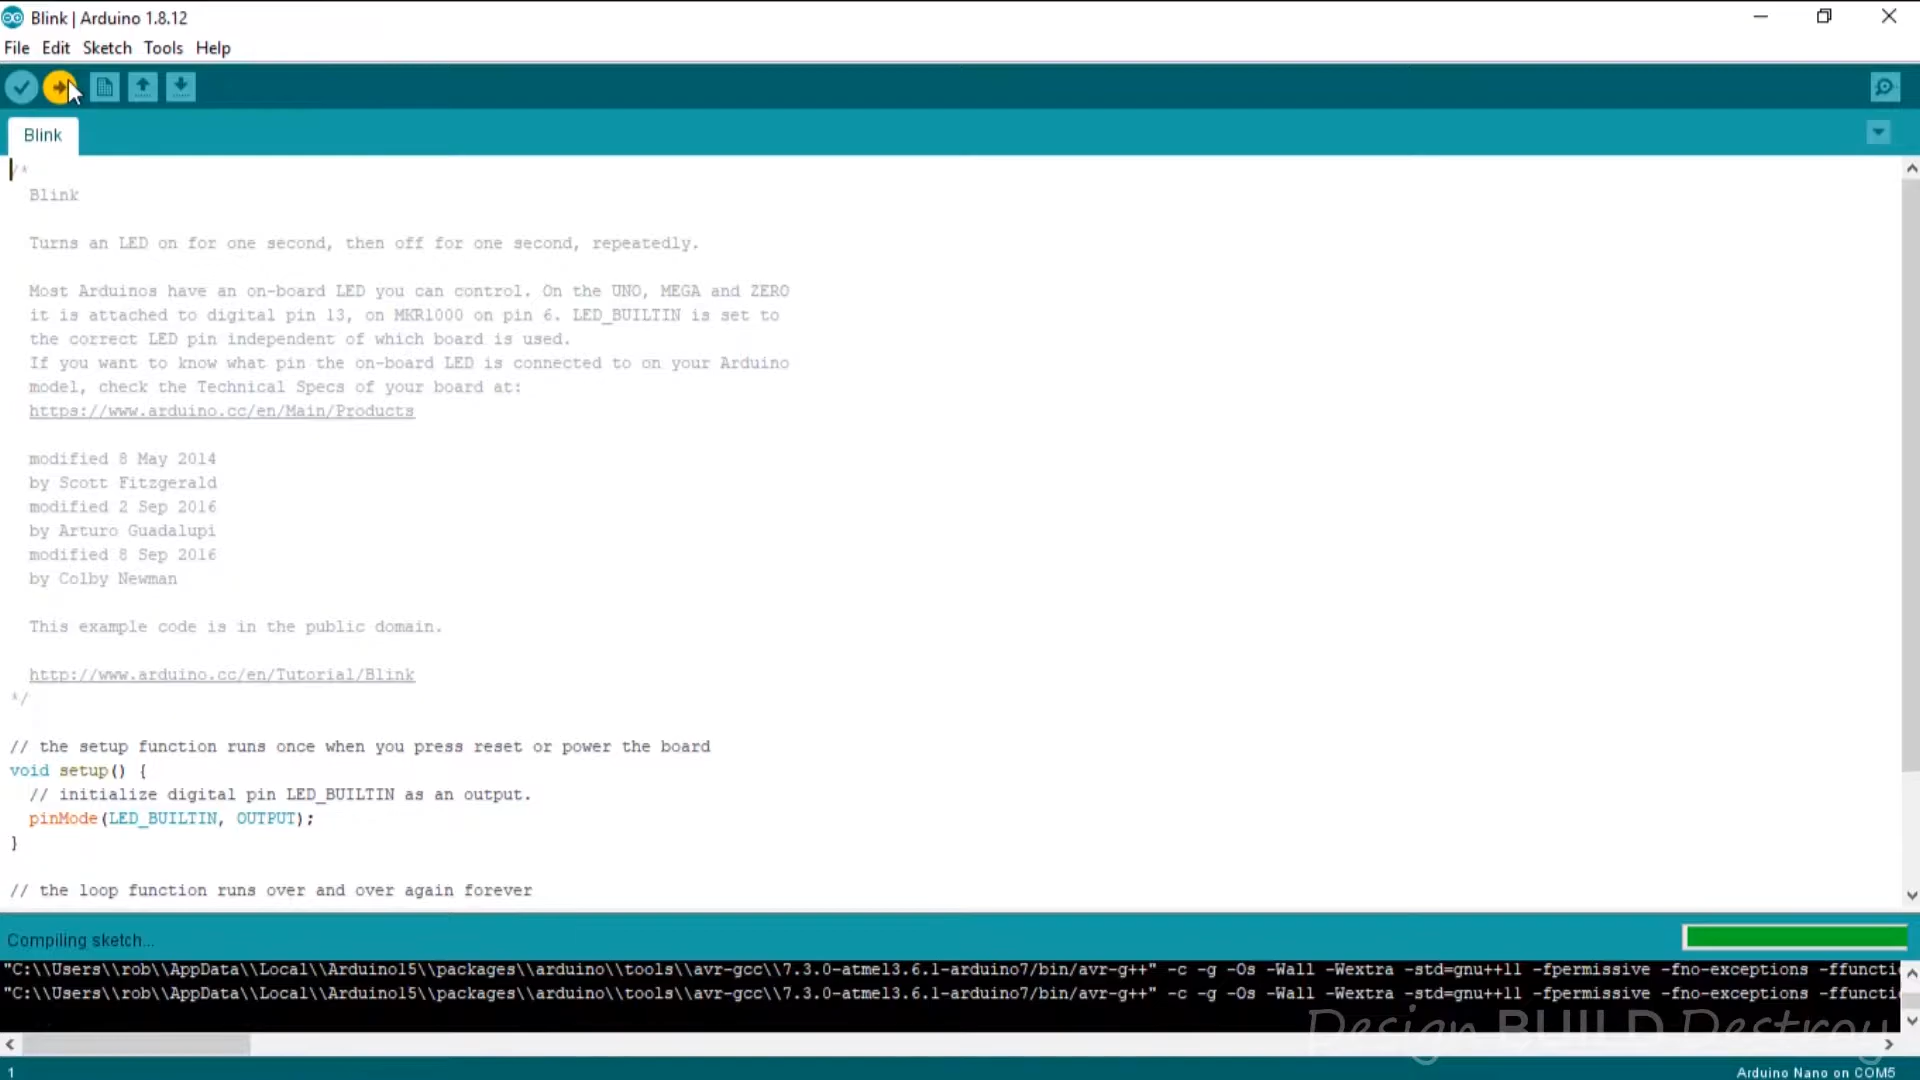 Blink | Arduino 1.8.12
File Edit Sketch Tools Help
Blink
/*
Blink
Turns an LED on for one second, then off for one second, repeatedly.
Most Arduinos have an on-board LED you can control. On the UNO, MEGA and ZERO
it is attached to digital pin 13, on MKR1000 on pin 6. LED_BUILTIN is set to
the correct LED pin independent of which board is used.
If you want to know what pin the on-board LED is connected to on your Arduino
model, check the Technical Specs of your board at:
https://www.arduino.cc/en/Main/Products
modified 8 May 2014
by Scott Fitzgerald
modified 2 Sep 2016
by Arturo Guadalupi
modified 8 Sep 2016
by Colby Newman
This example code is in the public domain.
http://www.arduino.cc/en/Tutorial/Blink
*/
// the setup function runs once when you press reset or power the board
void setup() {
// initialize digital pin LED_BUILTIN as an output.
pinMode(LED_BUILTIN, OUTPUT);
}
// the loop function runs over and over again forever
Compiling sketch...
"C:\\Users\\rob\\AppData\\Local\\Arduino15\\packages\\arduino\\tools\\avr-gcc\\7.3.0-atmel3.6.1-arduino7/bin/avr-g++" -c -g -Os -Wall -Wextra -std=gnu++11 -fpermissive -fno-exceptions -ffuncti
"C:\\Users\\rob\\AppData\\Local\\Arduino15\\packages\\arduino\\tools\\avr-gcc\\7.3.0-atmel3.6.1-arduino7/bin/avr-g++" -c -g -Os -Wall -Wextra -std=gnu++11 -fpermissive -fno-exceptions -ffuncti
Design BUILD Destroy
1
Arduino Nano on COM5